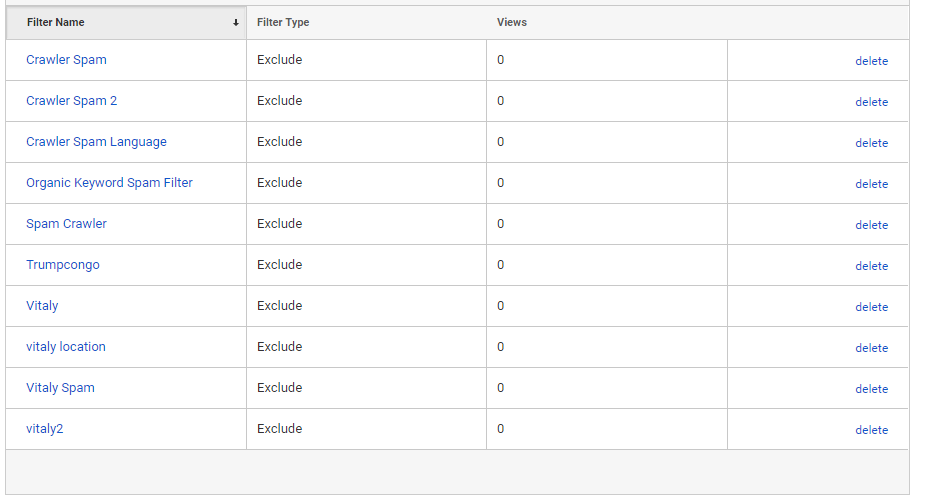 Filter Name Filter Type Views
Crawler Spam Exclude 0 delete
Crawler Spam 2 Exclude 0 delete
Crawler Spam Language Exclude 0 delete
Organic Keyword Spam Filter Exclude 0 delete
Spam Crawler Exclude 0 delete
Trumpcongo Exclude 0 delete
Vitaly Exclude 0 delete
vitaly location Exclude 0 delete
Vitaly Spam Exclude 0 delete
vitaly2 Exclude 0 delete